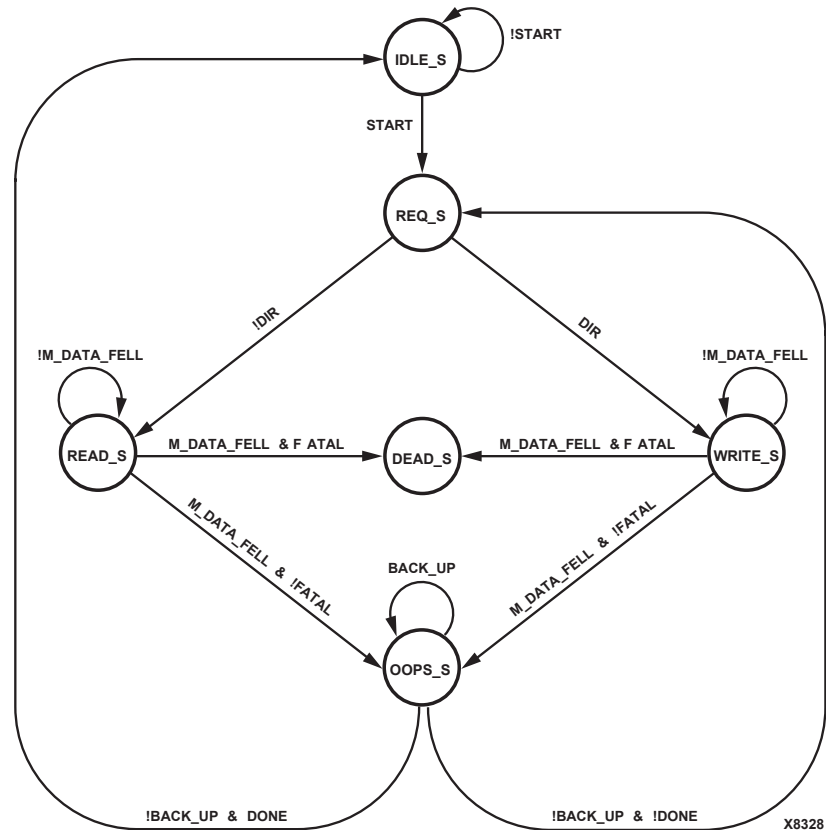 !START
IDLE_S
START
REQ_S
!DIR
DIR
!M_DATA_FELL
!M_DATA_FELL
READ_S
M_DATA_FELL & F ATAL
DEAD_S
M_DATA_FELL & F ATAL
WRITE_S
M_DATA_FELL & !FATAL
M_DATA_FELL & !FATAL
BACK_UP
OOPS_S
!BACK_UP & DONE
!BACK_UP & !DONE
X8328